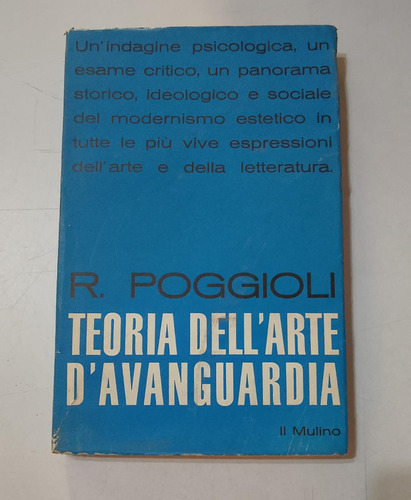 Un'indagine psicologica, un
esame critico, un panorama
storico, ideologico e sociale
del modernismo estetico in
tutte le più vive espressioni
dell'arte e della letteratura.
R. POGGIOLI
TEORIA DELL'ARTE
D'AVANGUARDIA
Il Mulino